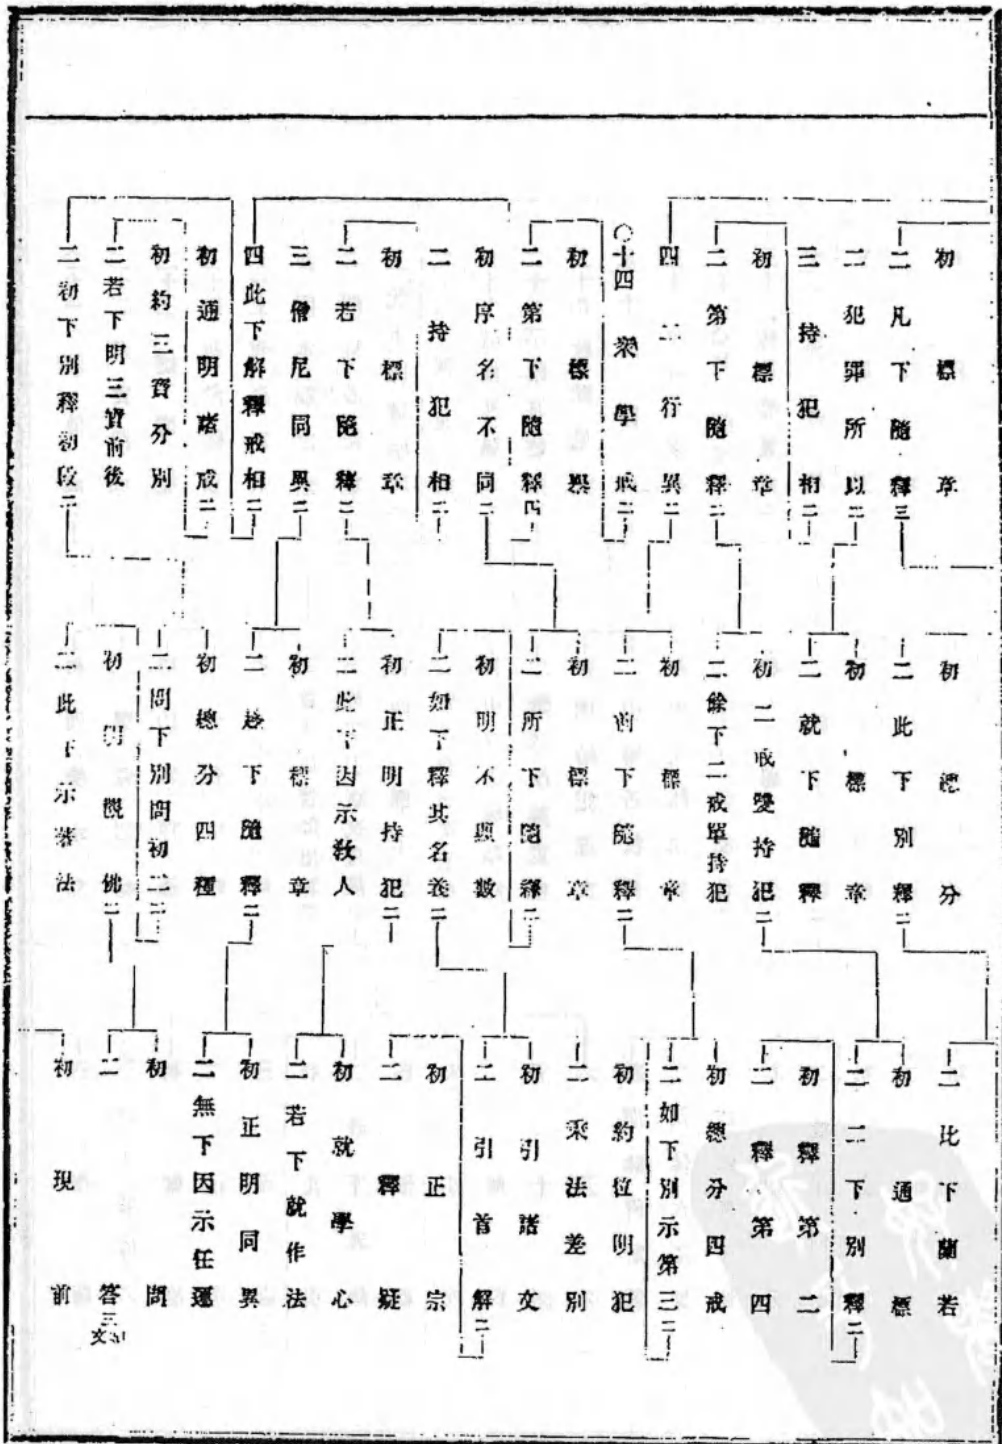 初標章
二凡下隨釋三
二犯罪所以二
三持犯相二
初標章
二第下隨釋二
四二行異二
○十四衆學戒二
初標舉
二第下隨釋四
初序名不同二
二持犯相二
初標章
二若下隨釋二
三僧尼同異二
四此下解釋戒相二
初通明諸戒二
初約三寶分別
二若下明三寶前後
二初下別釋初段二
初總分
二此下別釋二
初標章
二就下隨釋
初二戒雙持犯二
二餘下二戒單持犯
初標章
二前下隨釋二
初標章
二所下隨釋二
初明不與數
二如下釋其名義二
初正明持犯二
二此下因示教人
初標章
二趣下隨釋二
初總分四種
二問下別問初二二
初明觀佛二
二此下示審法
二比下蘭若
初通標
二二下別釋二
初釋第二
二釋第四
初總分四戒
二如下別示第三二
初約位明犯
二乘法差別
初引諸文
二引首解二
初正宗
二釋疑
初就學心
二若下就作法
初正明同異
二無下因示任運
初問
二答三
初現前